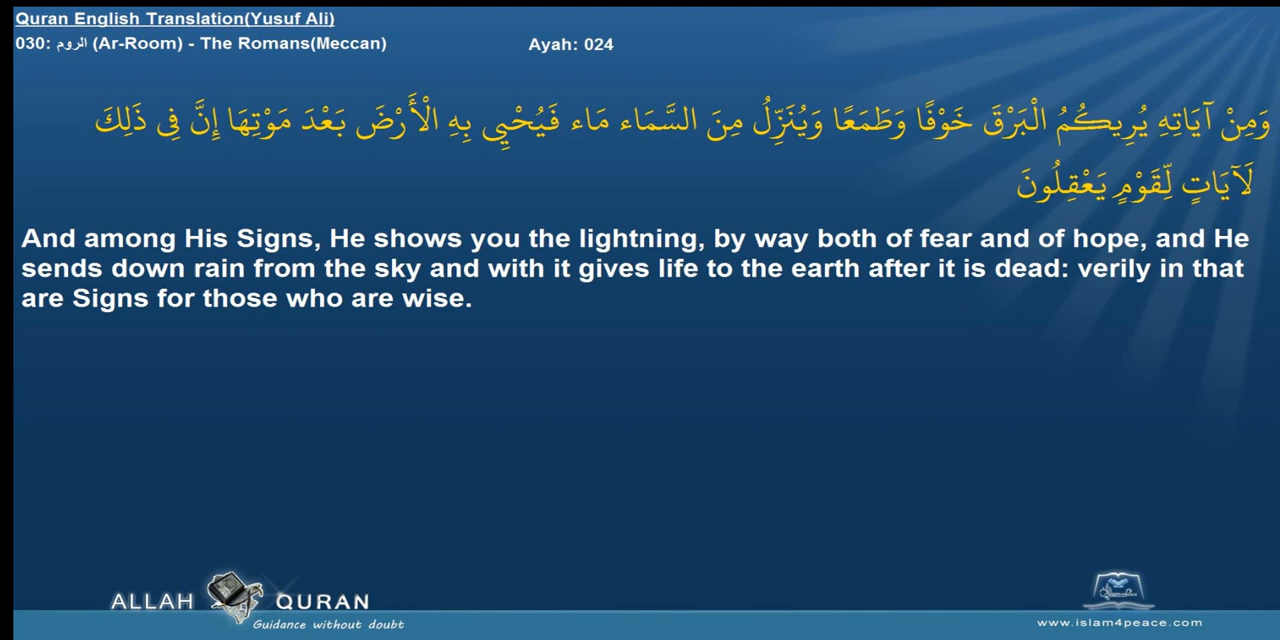 Quran English Translation(Yusuf Ali)
030: الروم (Ar-Room) - The Romans(Meccan) Ayah: 024
وَمِنْ آيَاتِهِ يُرِيكُمُ الْبَرْقَ خَوْفًا وَطَمَعًا وَيُنَزِّلُ مِنَ السَّمَاء مَاء فَيُحْيِي بِهِ الْأَرْضَ بَعْدَ مَوْتِهَا إِنَّ فِي ذَلِكَ
لَآيَاتٍ لِّقَوْمٍ يَعْقِلُونَ
And among His Signs, He shows you the lightning, by way both of fear and of hope, and He
sends down rain from the sky and with it gives life to the earth after it is dead: verily in that
are Signs for those who are wise.
ALLAH QURAN
Guidance without doubt
www.islam4peace.com